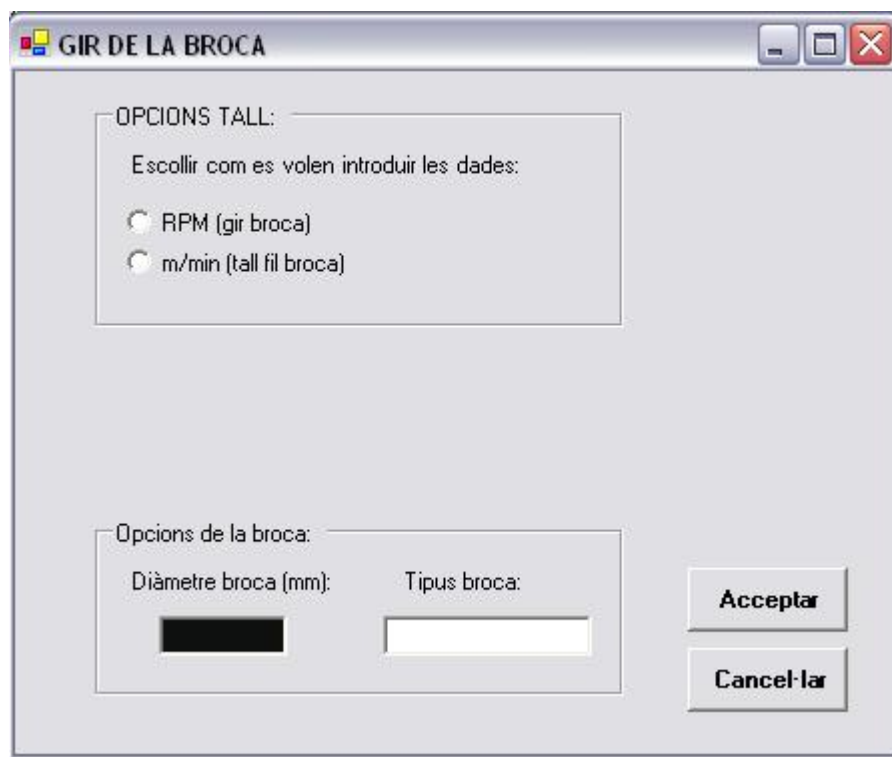 GIR DE LA BROCA
OPCIONS TALL:
Escollir com es volen introduir les dades:
RPM (gir broca)
m/min (tall fil broca)
Opcions de la broca:
Diàmetre broca (mm):
Tipus broca:
Acceptar
Cancel·lar